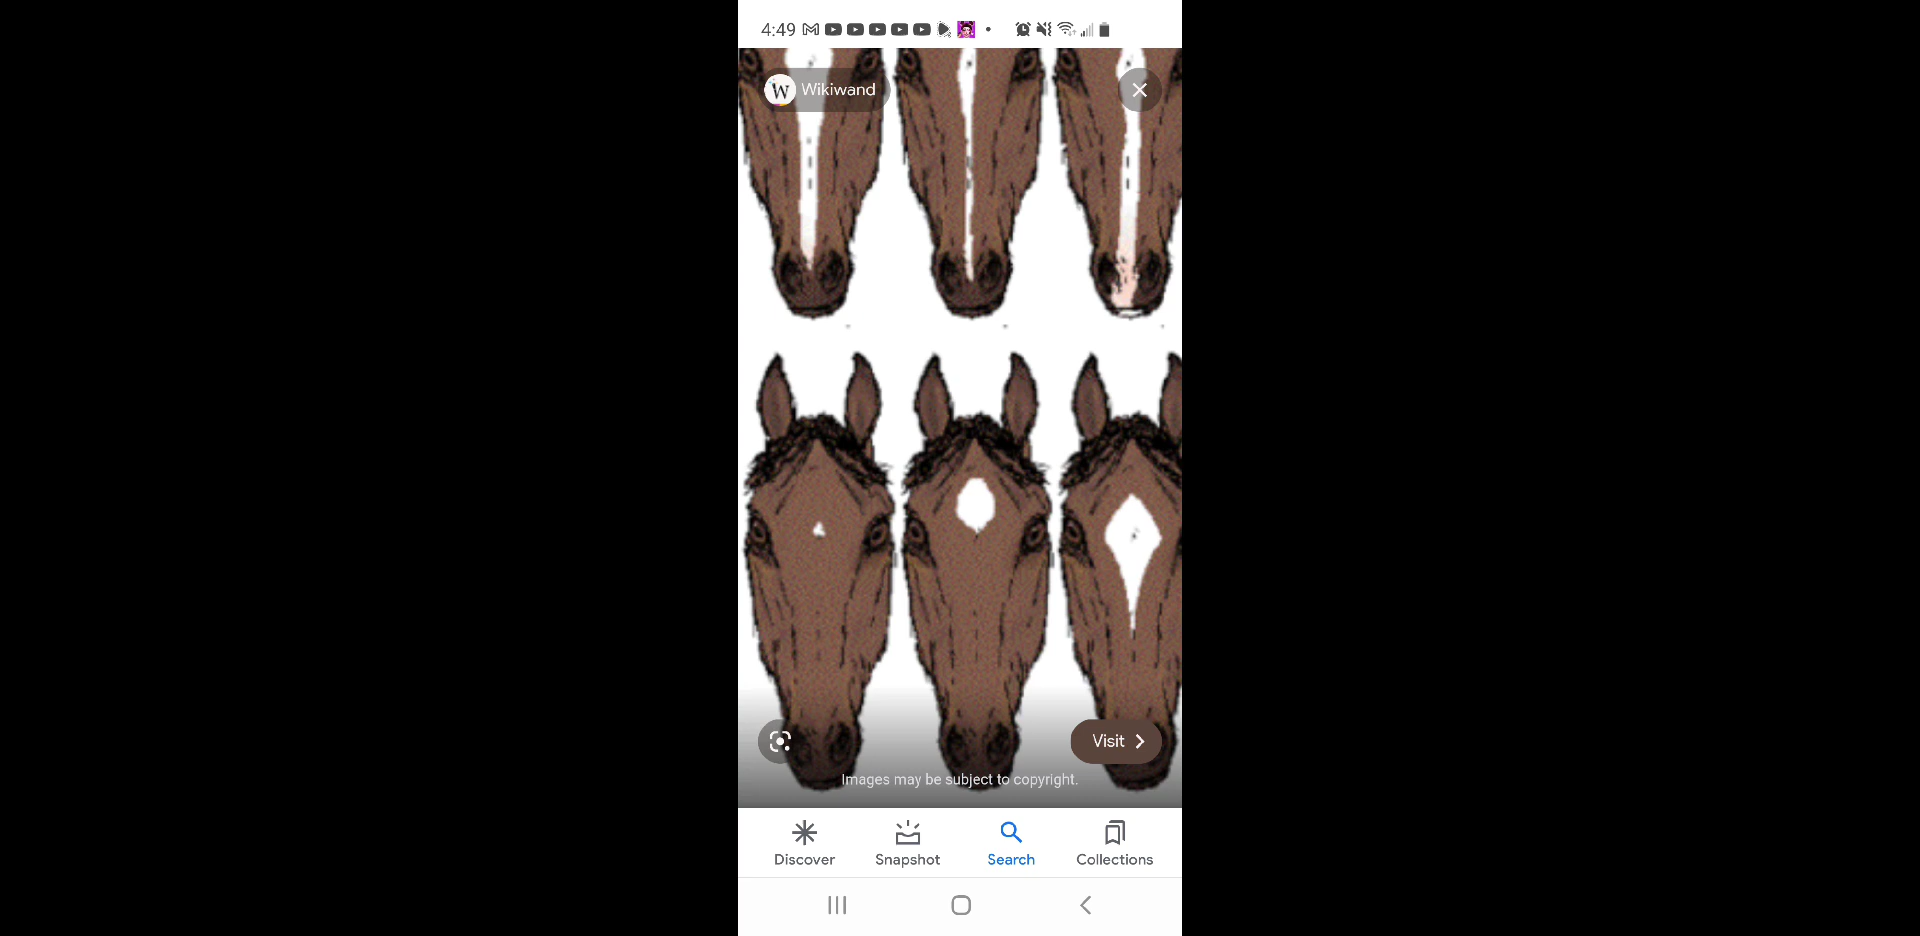 4:49
W Wikiwand
Visit
Images may be subject to copyright.
Discover Snapshot Search Collections